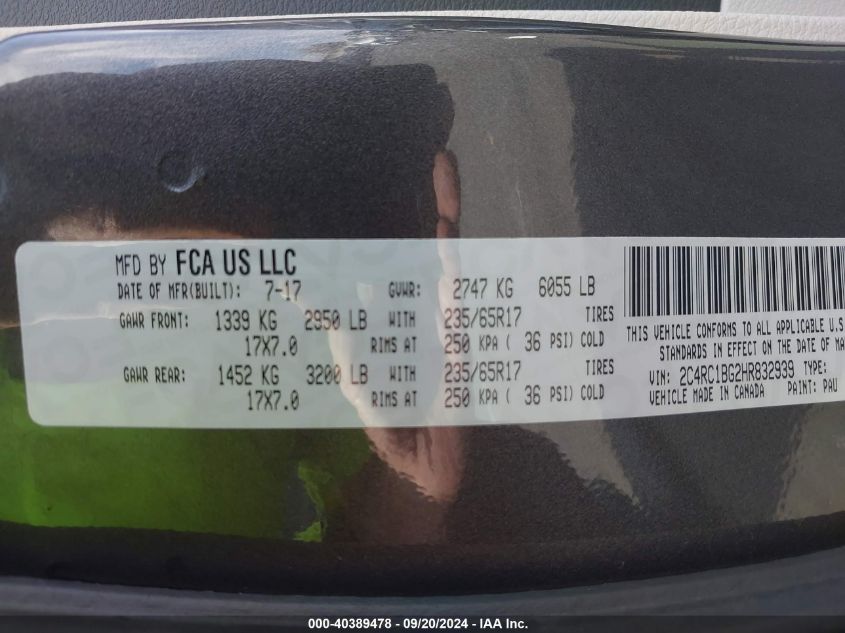 MFD BY FCA US LLC
DATE OF MFR(BUILT): 7-17 GVWR: 2747 KG 6055 LB
GAWR FRONT: 1339 KG 2950 LB WITH 235/65R17 TIRES
17X7.0 RIMS AT 250 KPA ( 36 PSI) COLD
GAWR REAR: 1452 KG 3200 LB WITH 235/65R17 TIRES
17X7.0 RIMS AT 250 KPA ( 36 PSI) COLD
THIS VEHICLE CONFORMS TO ALL APPLICABLE U.S
STANDARDS IN EFFECT ON THE DATE OF MA
VIN: 2C4RC1BG2HR832939 TYPE:
VEHICLE MADE IN CANADA PAINT: PAU
000-40389478 - 09/20/2024 - IAA Inc.